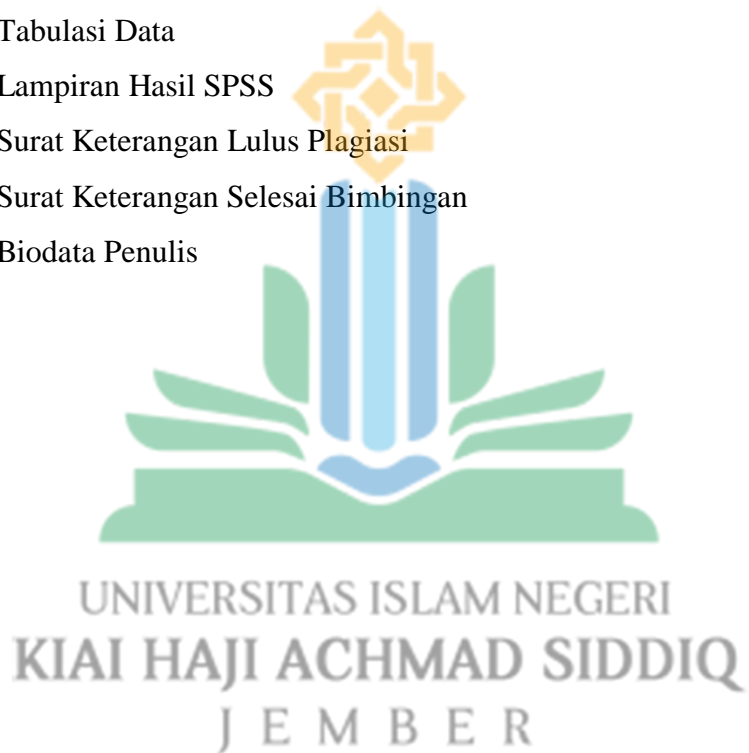 Tabulasi Data
Lampiran Hasil SPSS
Surat Keterangan Lulus Plagiasi
Surat Keterangan Selesai Bimbingan
Biodata Penulis
UNIVERSITAS ISLAM NEGERI
KIAI HAJI ACHMAD SIDDIQ
JEMBER